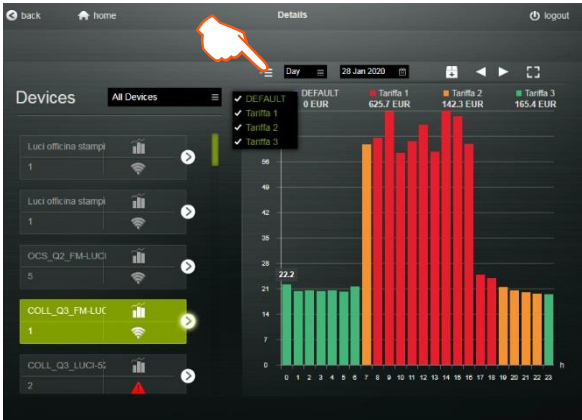 back home Details logout
Day 28 Jan 2020
Devices All Devices
DEFAULT
Tariffa 1
Tariffa 2
Tariffa 3
DEFAULT Tariffa 1 Tariffa 2 Tariffa 3
0 EUR 625.7 EUR 142.3 EUR 165.4 EUR
Luci officina stampi
1
Luci officina stampi
1
OCS_Q2_FM-LUCI
5
COLL_Q3_FM-LUC
1
COLL_Q3_LUCI-52
2
56
49
42
35
28
22.2
21
14
7
0
0 1 2 3 4 5 6 7 8 9 10 11 12 13 14 15 16 17 18 19 20 21 22 23 h